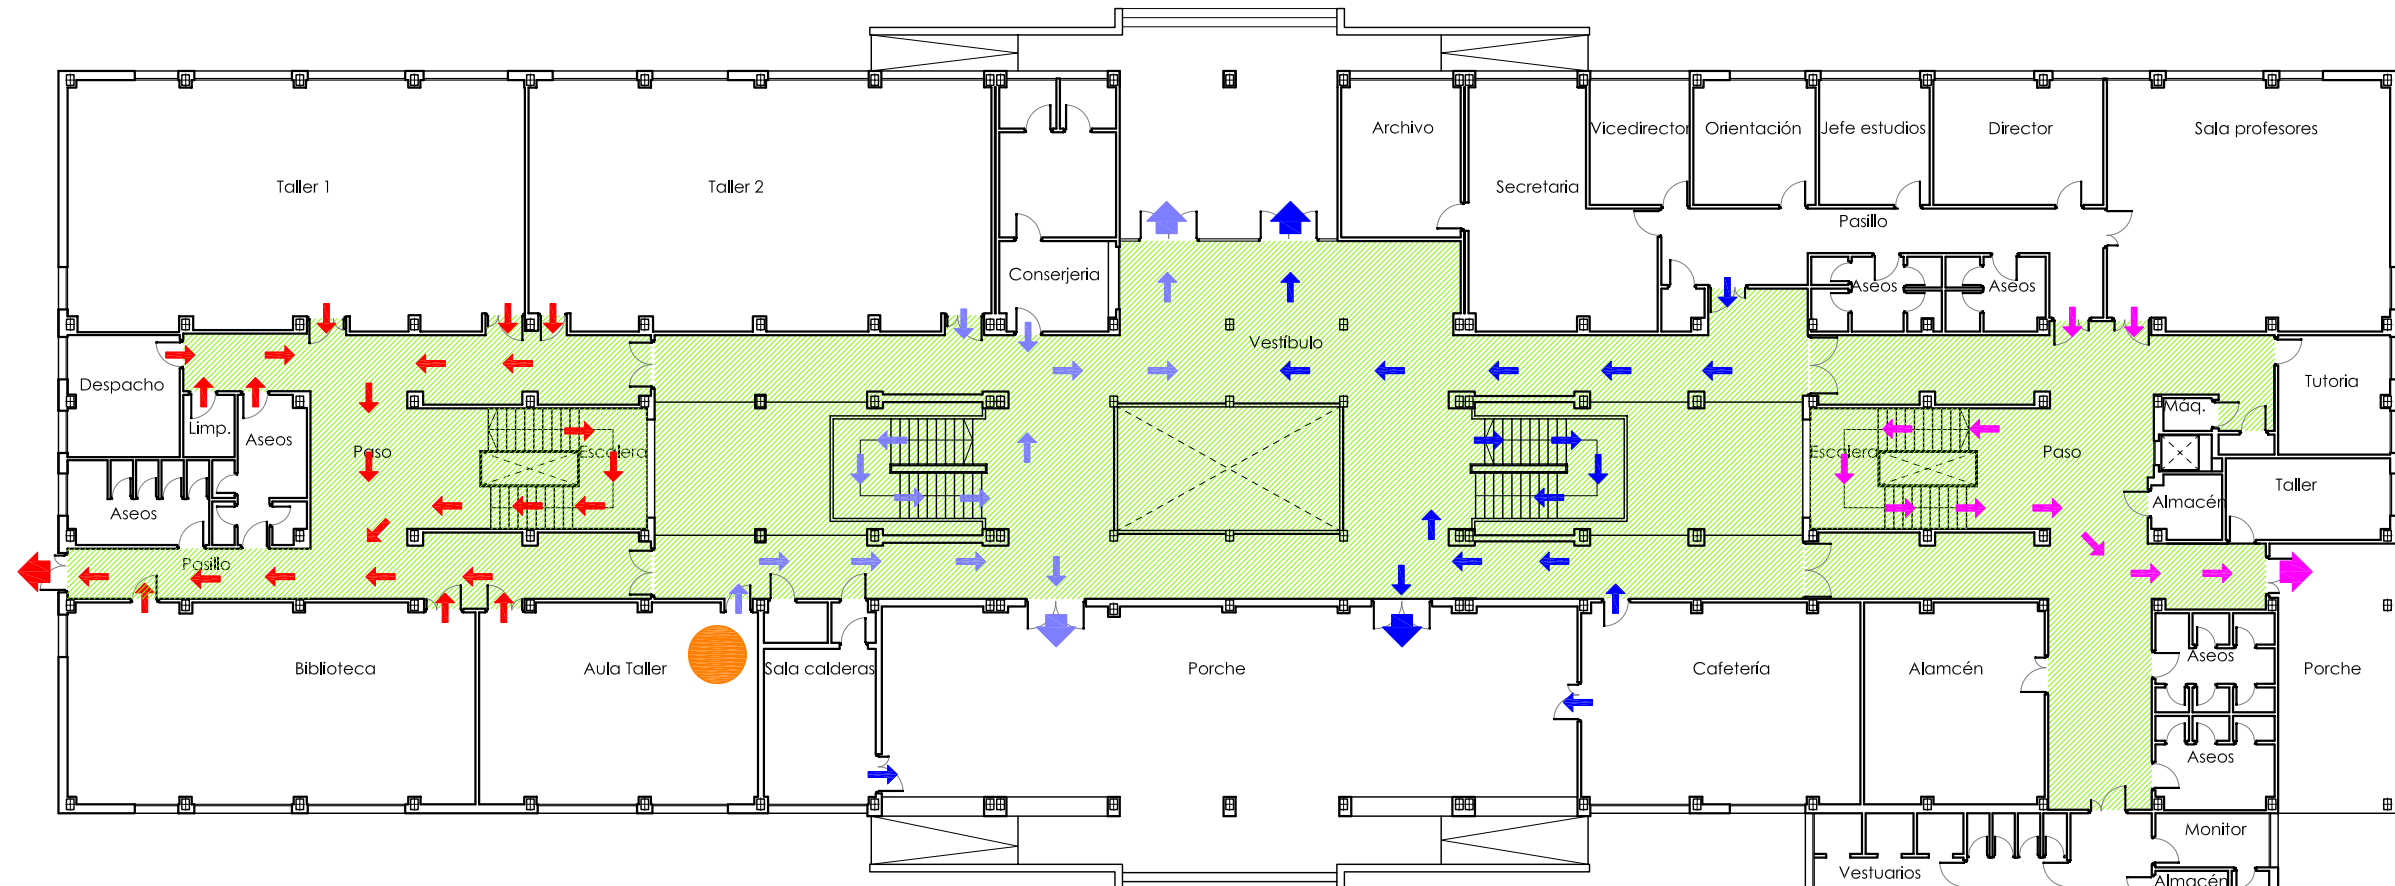 Archivo
Vicedirector
Orientación
Jefe estudios
Director
Sala profesores
Taller 1
Taller 2
Secretaria
Pasillo
Conserjeria
Aseos
Aseos
Vestíbulo
Despacho
Tutoria
Máq.
Limp.
Aseos
Paso
Escalera
Escalera
Paso
Taller
Almacén
Aseos
Pasillo
Aseos
Biblioteca
Aula Taller
Sala calderas
Porche
Cafetería
Alamcén
Porche
Aseos
Monitor
Vestuarios
Almacén